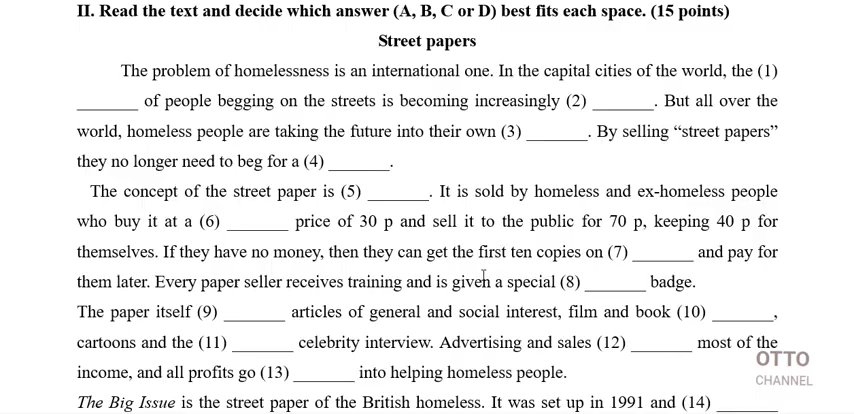 II. Read the text and decide which answer (A, B, C or D) best fits each space. (15 points)
Street papers
The problem of homelessness is an international one. In the capital cities of the world, the (1)
_______ of people begging on the streets is becoming increasingly (2) _______. But all over the
world, homeless people are taking the future into their own (3) _______. By selling “street papers”
they no longer need to beg for a (4) _______.
The concept of the street paper is (5) _______. It is sold by homeless and ex-homeless people
who buy it at a (6) _______ price of 30 p and sell it to the public for 70 p, keeping 40 p for
themselves. If they have no money, then they can get the first ten copies on (7) _______ and pay for
them later. Every paper seller receives training and is given a special (8) _______ badge.
The paper itself (9) _______ articles of general and social interest, film and book (10) _______,
cartoons and the (11) _______ celebrity interview. Advertising and sales (12) _______ most of the
income, and all profits go (13) _______ into helping homeless people.
The Big Issue is the street paper of the British homeless. It was set up in 1991 and (14) _______
OTTO
CHANNEL